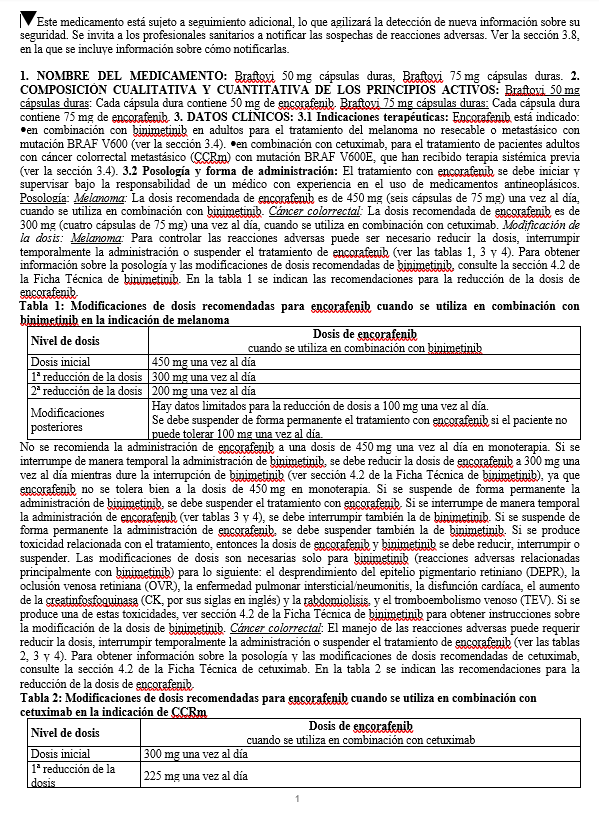 ▼Este medicamento está sujeto a seguimiento adicional, lo que agilizará la detección de nueva información sobre su
seguridad. Se invita a los profesionales sanitarios a notificar las sospechas de reacciones adversas. Ver la sección 3.8,
en la que se incluye información sobre cómo notificarlas.
1. NOMBRE DEL MEDICAMENTO: Braftovi 50 mg cápsulas duras, Braftovi 75 mg cápsulas duras. 2.
COMPOSICIÓN CUALITATIVA Y CUANTITATIVA DE LOS PRINCIPIOS ACTIVOS: Braftovi 50 mg
cápsulas duras: Cada cápsula dura contiene 50 mg de encorafenib. Braftovi 75 mg cápsulas duras: Cada cápsula dura
contiene 75 mg de encorafenib. 3. DATOS CLÍNICOS: 3.1 Indicaciones terapéuticas: Encorafenib está indicado:
●en combinación con binimetinib en adultos para el tratamiento del melanoma no resecable o metastásico con
mutación BRAF V600 (ver la sección 3.4). ●en combinación con cetuximab, para el tratamiento de pacientes adultos
con cáncer colorrectal metastásico (CCRm) con mutación BRAF V600E, que han recibido terapia sistémica previa
(ver la sección 3.4). 3.2 Posología y forma de administración: El tratamiento con encorafenib se debe iniciar y
supervisar bajo la responsabilidad de un médico con experiencia en el uso de medicamentos antineoplásicos.
Posología: Melanoma: La dosis recomendada de encorafenib es de 450 mg (seis cápsulas de 75 mg) una vez al día,
cuando se utiliza en combinación con binimetinib. Cáncer colorrectal: La dosis recomendada de encorafenib es de
300 mg (cuatro cápsulas de 75 mg) una vez al día, cuando se utiliza en combinación con cetuximab. Modificación de
la dosis: Melanoma: Para controlar las reacciones adversas puede ser necesario reducir la dosis, interrumpir
temporalmente la administración o suspender el tratamiento de encorafenib (ver las tablas 1, 3 y 4). Para obtener
información sobre la posología y las modificaciones de dosis recomendadas de binimetinib, consulte la sección 4.2 de
la Ficha Técnica de binimetinib. En la tabla 1 se indican las recomendaciones para la reducción de la dosis de
encorafenib.
Tabla 1: Modificaciones de dosis recomendadas para encorafenib cuando se utiliza en combinación con
binimetinib en la indicación de melanoma
Nivel de dosis
Dosis de encorafenib
cuando se utiliza en combinación con binimetinib
Dosis inicial 450 mg una vez al día
1ª reducción de la dosis 300 mg una vez al día
2ª reducción de la dosis 200 mg una vez al día
Modificaciones
posteriores
Hay datos limitados para la reducción de dosis a 100 mg una vez al día.
Se debe suspender de forma permanente el tratamiento con encorafenib si el paciente no
puede tolerar 100 mg una vez al día.
No se recomienda la administración de encorafenib a una dosis de 450 mg una vez al día en monoterapia. Si se
interrumpe de manera temporal la administración de binimetinib, se debe reducir la dosis de encorafenib a 300 mg una
vez al día mientras dure la interrupción de binimetinib (ver sección 4.2 de la Ficha Técnica de binimetinib), ya que
encorafenib no se tolera bien a la dosis de 450 mg en monoterapia. Si se suspende de forma permanente la
administración de binimetinib, se debe suspender el tratamiento con encorafenib. Si se interrumpe de manera temporal
la administración de encorafenib (ver tablas 3 y 4), se debe interrumpir también la de binimetinib. Si se suspende de
forma permanente la administración de encorafenib, se debe suspender también la de binimetinib. Si se produce
toxicidad relacionada con el tratamiento, entonces la dosis de encorafenib y binimetinib se debe reducir, interrumpir o
suspender. Las modificaciones de dosis son necesarias solo para binimetinib (reacciones adversas relacionadas
principalmente con binimetinib) para lo siguiente: el desprendimiento del epitelio pigmentario retiniano (DEPR), la
oclusión venosa retiniana (OVR), la enfermedad pulmonar intersticial/neumonitis, la disfunción cardíaca, el aumento
de la creatinfosfoquinasa (CK, por sus siglas en inglés) y la rabdomiolisis, y el tromboembolismo venoso (TEV). Si se
produce una de estas toxicidades, ver sección 4.2 de la Ficha Técnica de binimetinib para obtener instrucciones sobre
la modificación de la dosis de binimetinib. Cáncer colorrectal: El manejo de las reacciones adversas puede requerir
reducir la dosis, interrumpir temporalmente la administración o suspender el tratamiento de encorafenib (ver las tablas
2, 3 y 4). Para obtener información sobre la posología y las modificaciones de dosis recomendadas de cetuximab,
consulte la sección 4.2 de la Ficha Técnica de cetuximab. En la tabla 2 se indican las recomendaciones para la
reducción de la dosis de encorafenib.
Tabla 2: Modificaciones de dosis recomendadas para encorafenib cuando se utiliza en combinación con
cetuximab en la indicación de CCRm
Nivel de dosis
Dosis de encorafenib
cuando se utiliza en combinación con cetuximab
Dosis inicial 300 mg una vez al día
1ª reducción de la
dosis
225 mg una vez al día
1